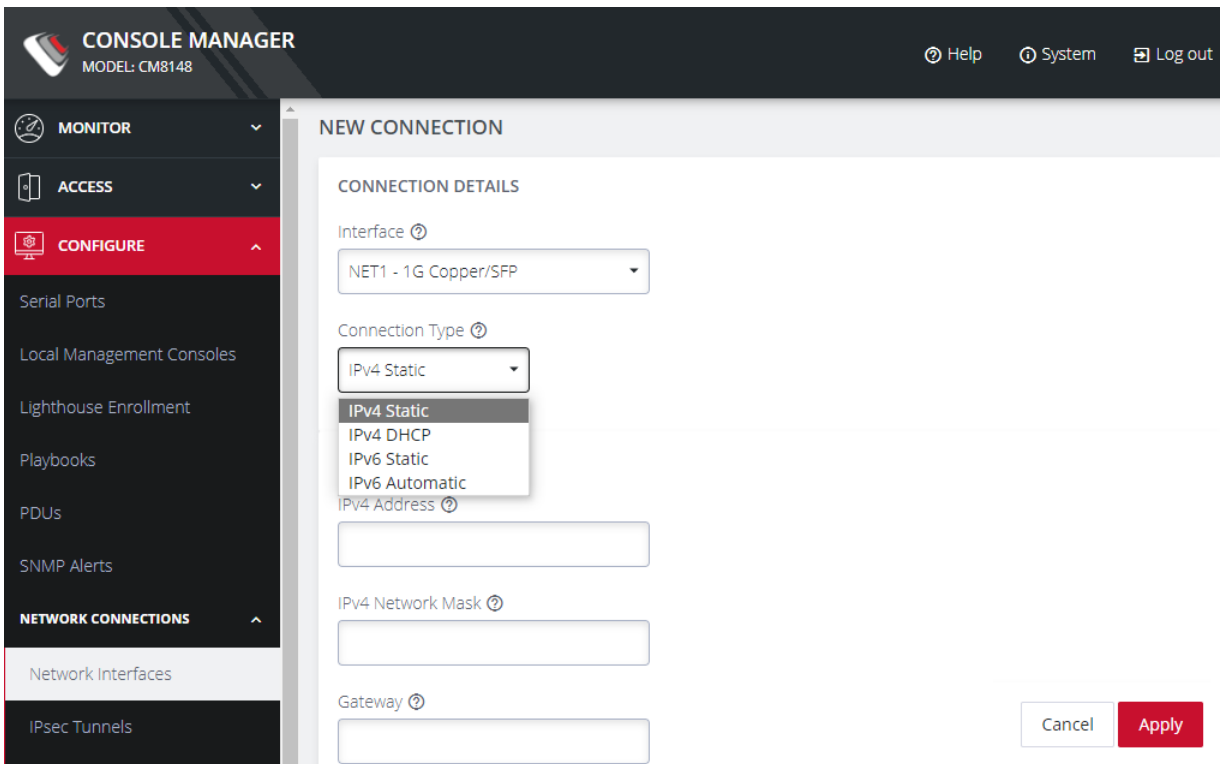 CONSOLE MANAGER
MODEL: CM8148
Help
System
Log out
MONITOR
ACCESS
CONFIGURE
Serial Ports
Local Management Consoles
Lighthouse Enrollment
Playbooks
PDUs
SNMP Alerts
NETWORK CONNECTIONS
Network Interfaces
IPsec Tunnels
NEW CONNECTION
CONNECTION DETAILS
Interface
NET1 - 1G Copper/SFP
Connection Type
IPv4 Static
IPv4 Static
IPv4 DHCP
IPv6 Static
IPv6 Automatic
IPv4 Address
IPv4 Network Mask
Gateway
Cancel
Apply